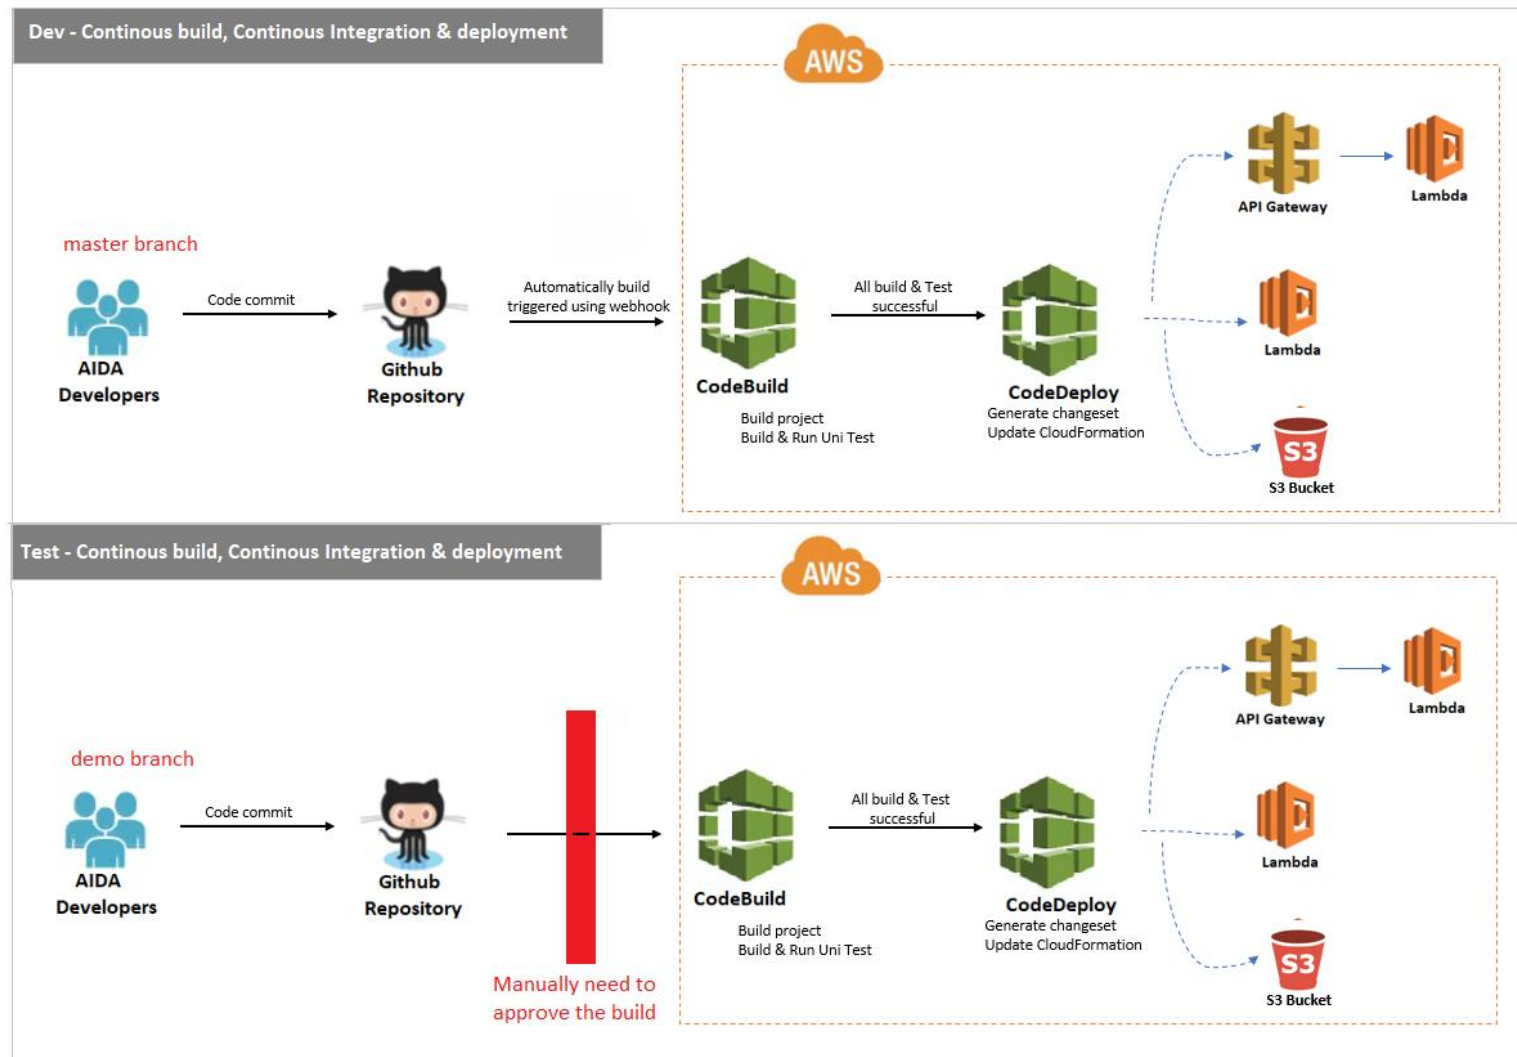 Dev - Continous build, Continous Integration & deployment
AWS
API Gateway
Lambda
master branch
Code commit
Automatically build
triggered using webhook
All build & Test
successful
Lambda
AIDA
Developers
Github
Repository
CodeBuild
Build project
Build & Run Uni Test
CodeDeploy
Generate changeset
Update CloudFormation
S3
S3 Bucket
Test - Continous build, Continous Integration & deployment
AWS
API Gateway
Lambda
demo branch
Code commit
All build & Test
successful
Lambda
AIDA
Developers
Github
Repository
CodeBuild
Build project
Build & Run Uni Test
CodeDeploy
Generate changeset
Update CloudFormation
S3
S3 Bucket
Manually need to
approve the build